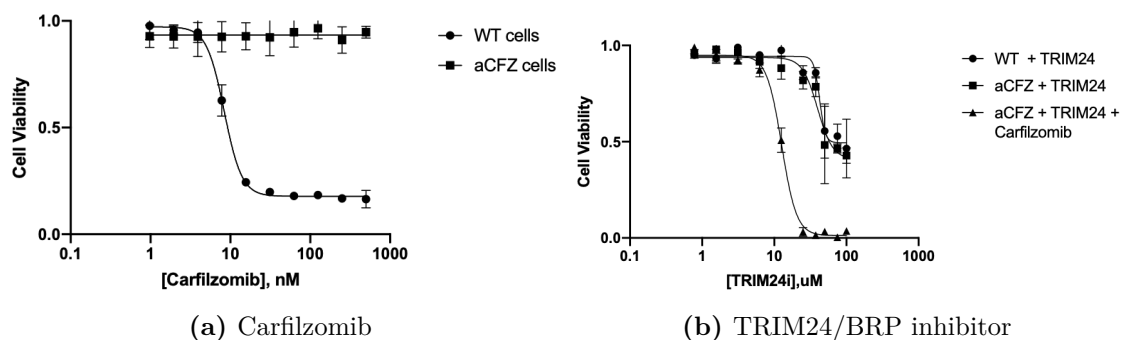 Cell Viability
1.0
0.5
0.0
0.1
1
10
100
1000
[Carfilzomib], nM
WT cells
aCFZ cells
(a) Carfilzomib
Cell Viability
1.0
0.5
0.0
0.1
1
10
100
1000
[TRIM24i],uM
WT + TRIM24
aCFZ + TRIM24
aCFZ + TRIM24 +
Carfilzomib
(b) TRIM24/BRP inhibitor